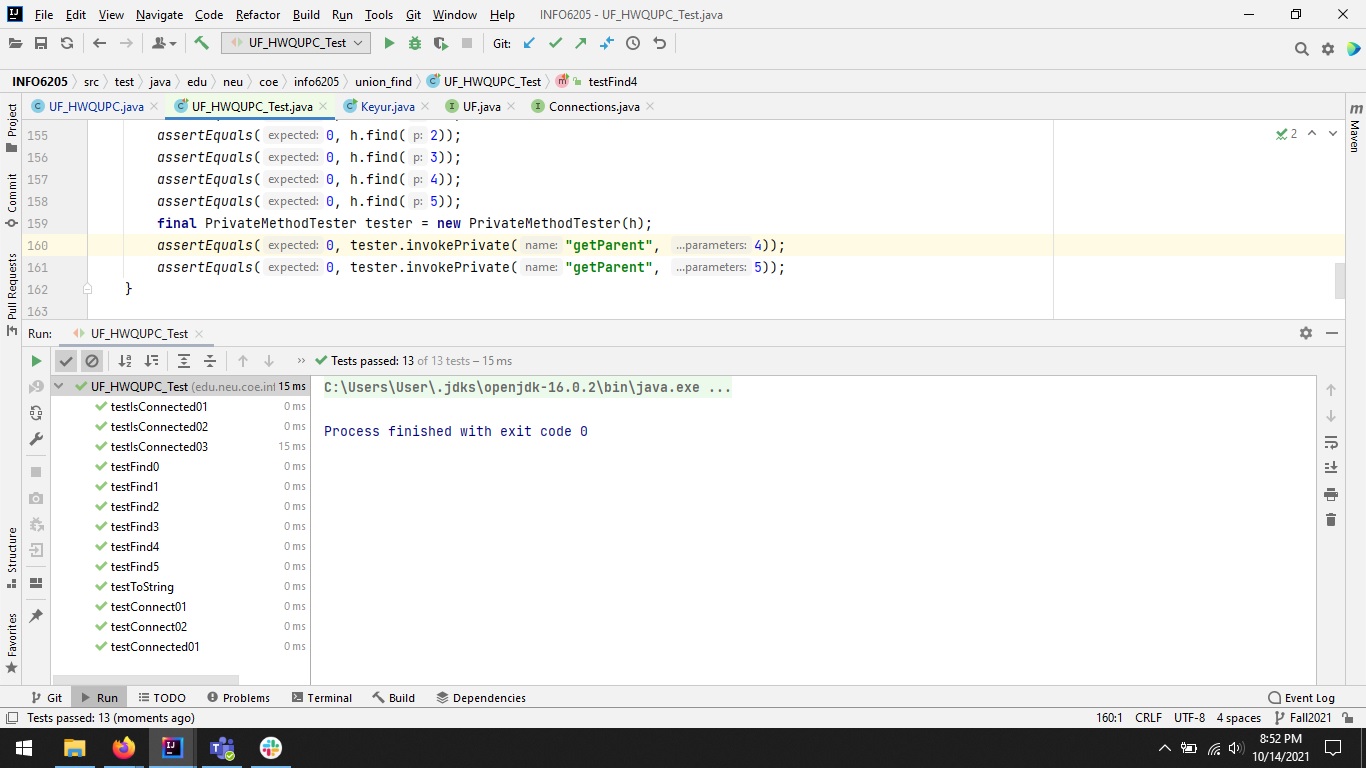 File Edit View Navigate Code Refactor Build Run Tools Git Window Help INFO6205 - UF_HWQUPC_Test.java
UF_HWQUPC_Test Git:
INFO6205 src test java edu neu coe info6205 union_find UF_HWQUPC_Test testFind4
UF_HWQUPC.java UF_HWQUPC_Test.java Keyur.java UF.java Connections.java
155 assertEquals( expected: 0, h.find( p: 2));
156 assertEquals( expected: 0, h.find( p: 3));
157 assertEquals( expected: 0, h.find( p: 4));
158 assertEquals( expected: 0, h.find( p: 5));
159 final PrivateMethodTester tester = new PrivateMethodTester(h);
160 assertEquals( expected: 0, tester.invokePrivate( name: "getParent", ...parameters: 4));
161 assertEquals( expected: 0, tester.invokePrivate( name: "getParent", ...parameters: 5));
162 }
163
2
Project
Commit
Pull Requests
Structure
Favorites
Maven
Run: UF_HWQUPC_Test
Tests passed: 13 of 13 tests – 15 ms
UF_HWQUPC_Test (edu.neu.coe.inf 15 ms
testIsConnected01 0 ms
testIsConnected02 0 ms
testIsConnected03 15 ms
testFind0 0 ms
testFind1 0 ms
testFind2 0 ms
testFind3 0 ms
testFind4 0 ms
testFind5 0 ms
testToString 0 ms
testConnect01 0 ms
testConnect02 0 ms
testConnected01 0 ms
C:\Users\User\.jdks\openjdk-16.0.2\bin\java.exe ...
Process finished with exit code 0
Git Run TODO Problems Terminal Build Dependencies Event Log
Tests passed: 13 (moments ago) 160:1 CRLF UTF-8 4 spaces Fall2021
8:52 PM
10/14/2021